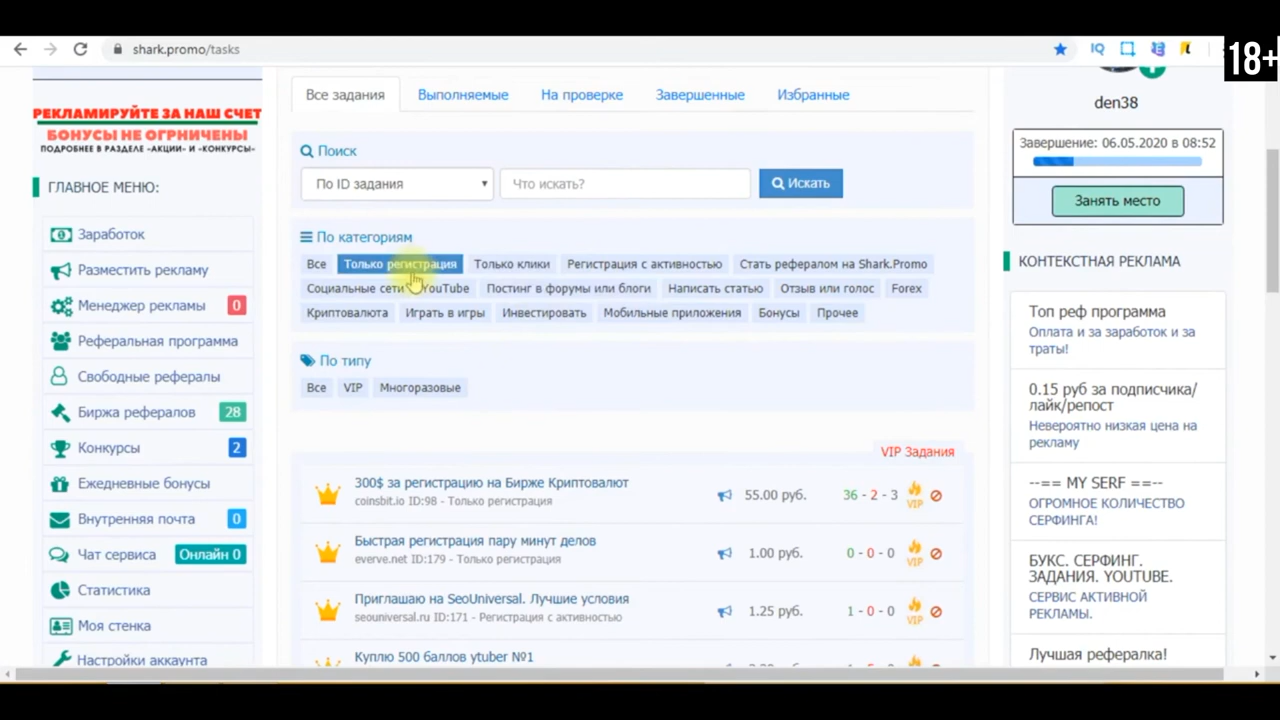 shark.promo/tasks
18+
РЕКЛАМИРУЙТЕ ЗА НАШ СЧЕТ
БОНУСЫ НЕ ОГРНИЧЕНЫ
ПОДРОБНЕЕ В РАЗДЕЛЕ «АКЦИИ» И «КОНКУРСЫ»
ГЛАВНОЕ МЕНЮ:
Заработок
Разместить рекламу
Менеджер рекламы 0
Реферальная программа
Свободные рефералы
Биржа рефералов 28
Конкурсы 2
Ежедневные бонусы
Внутренняя почта 0
Чат сервиса Онлайн 0
Статистика
Моя стенка
Настройки аккаунта
Все задания Выполняемые На проверке Завершенные Избранные
Поиск
По ID задания Что искать? Искать
По категориям
Все Только регистрация Только клики Регистрация с активностью Стать рефералом на Shark.Promo
Социальные сети YouTube Постинг в форумы или блоги Написать статью Отзыв или голос Forex
Криптовалюта Играть в игры Инвестировать Мобильные приложения Бонусы Прочее
По типу
Все VIP Многоразовые
VIP Задания
300$ за регистрацию на Бирже Криптовалют 55.00 руб. 36 - 2 - 3 VIP
coinsbit.io ID:98 - Только регистрация
Быстрая регистрация пару минут делов 1.00 руб. 0 - 0 - 0 VIP
everve.net ID:179 - Только регистрация
Приглашаю на SeoUniversal. Лучшие условия 1.25 руб. 1 - 0 - 0 VIP
seouniversal.ru ID:171 - Регистрация с активностью
Куплю 500 баллов ytuber №1
den38
Завершение: 06.05.2020 в 08:52
Занять место
КОНТЕКСТНАЯ РЕКЛАМА
Топ реф программа
Оплата и за заработок и за
траты!
0.15 руб за подписчика/
лайк/репост
Невероятно низкая цена на
рекламу
--== MY SERF ==--
ОГРОМНОЕ КОЛИЧЕСТВО
СЕРФИНГА!
БУКС. СЕРФИНГ.
ЗАДАНИЯ. YOUTUBE.
СЕРВИС АКТИВНОЙ
РЕКЛАМЫ.
Лучшая рефералка!